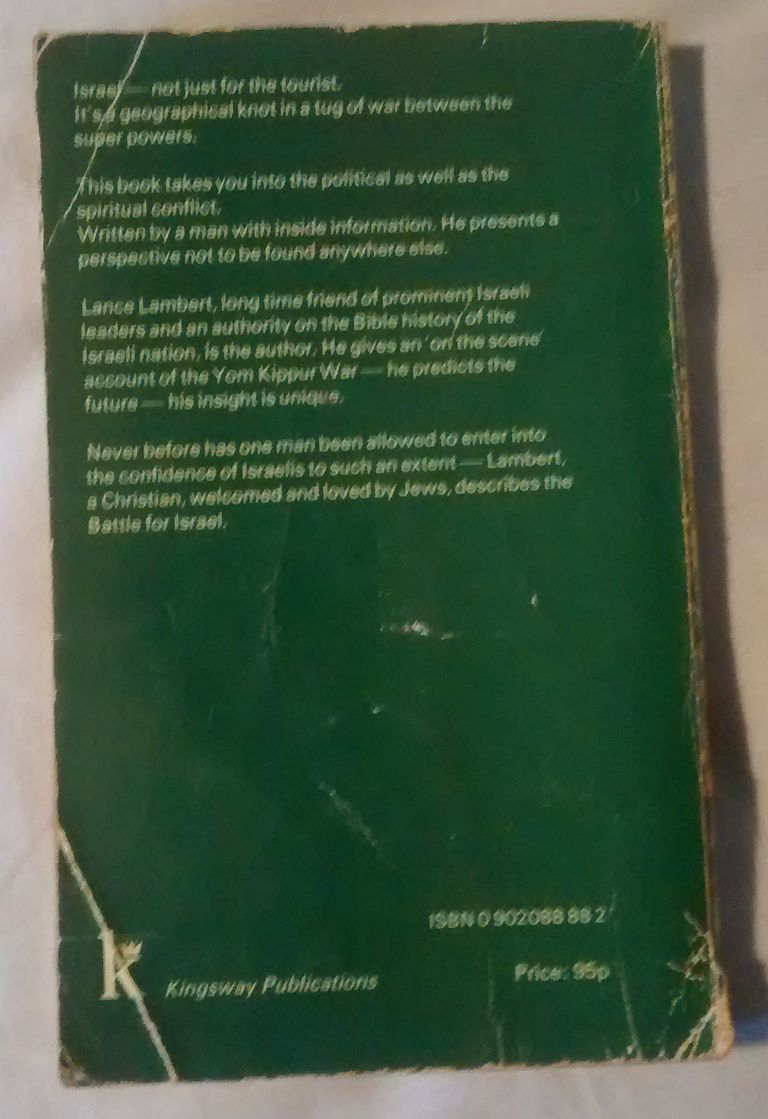 Israel — not just for the tourist.
It's a geographical knot in a tug of war between the
super powers.
This book takes you into the political as well as the
spiritual conflict.
Written by a man with inside information. He presents a
perspective not to be found anywhere else.
Lance Lambert, long time friend of prominent Israeli
leaders and an authority on the Bible history of the
Israeli nation, is the author. He gives an 'on the scene'
account of the Yom Kippur War — he predicts the
future — his insight is unique.
Never before has one man been allowed to enter into
the confidence of Israelis to such an extent — Lambert,
a Christian, welcomed and loved by Jews, describes the
Battle for Israel.
ISBN 0 902088 88 2
Price: 95p
k
Kingsway Publications